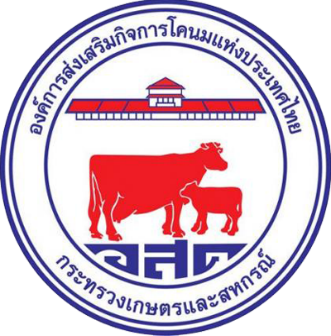 องค์การส่งเสริมกิจการโคนมแห่งประเทศไทย
อสค
กระทรวงเกษตรและสหกรณ์